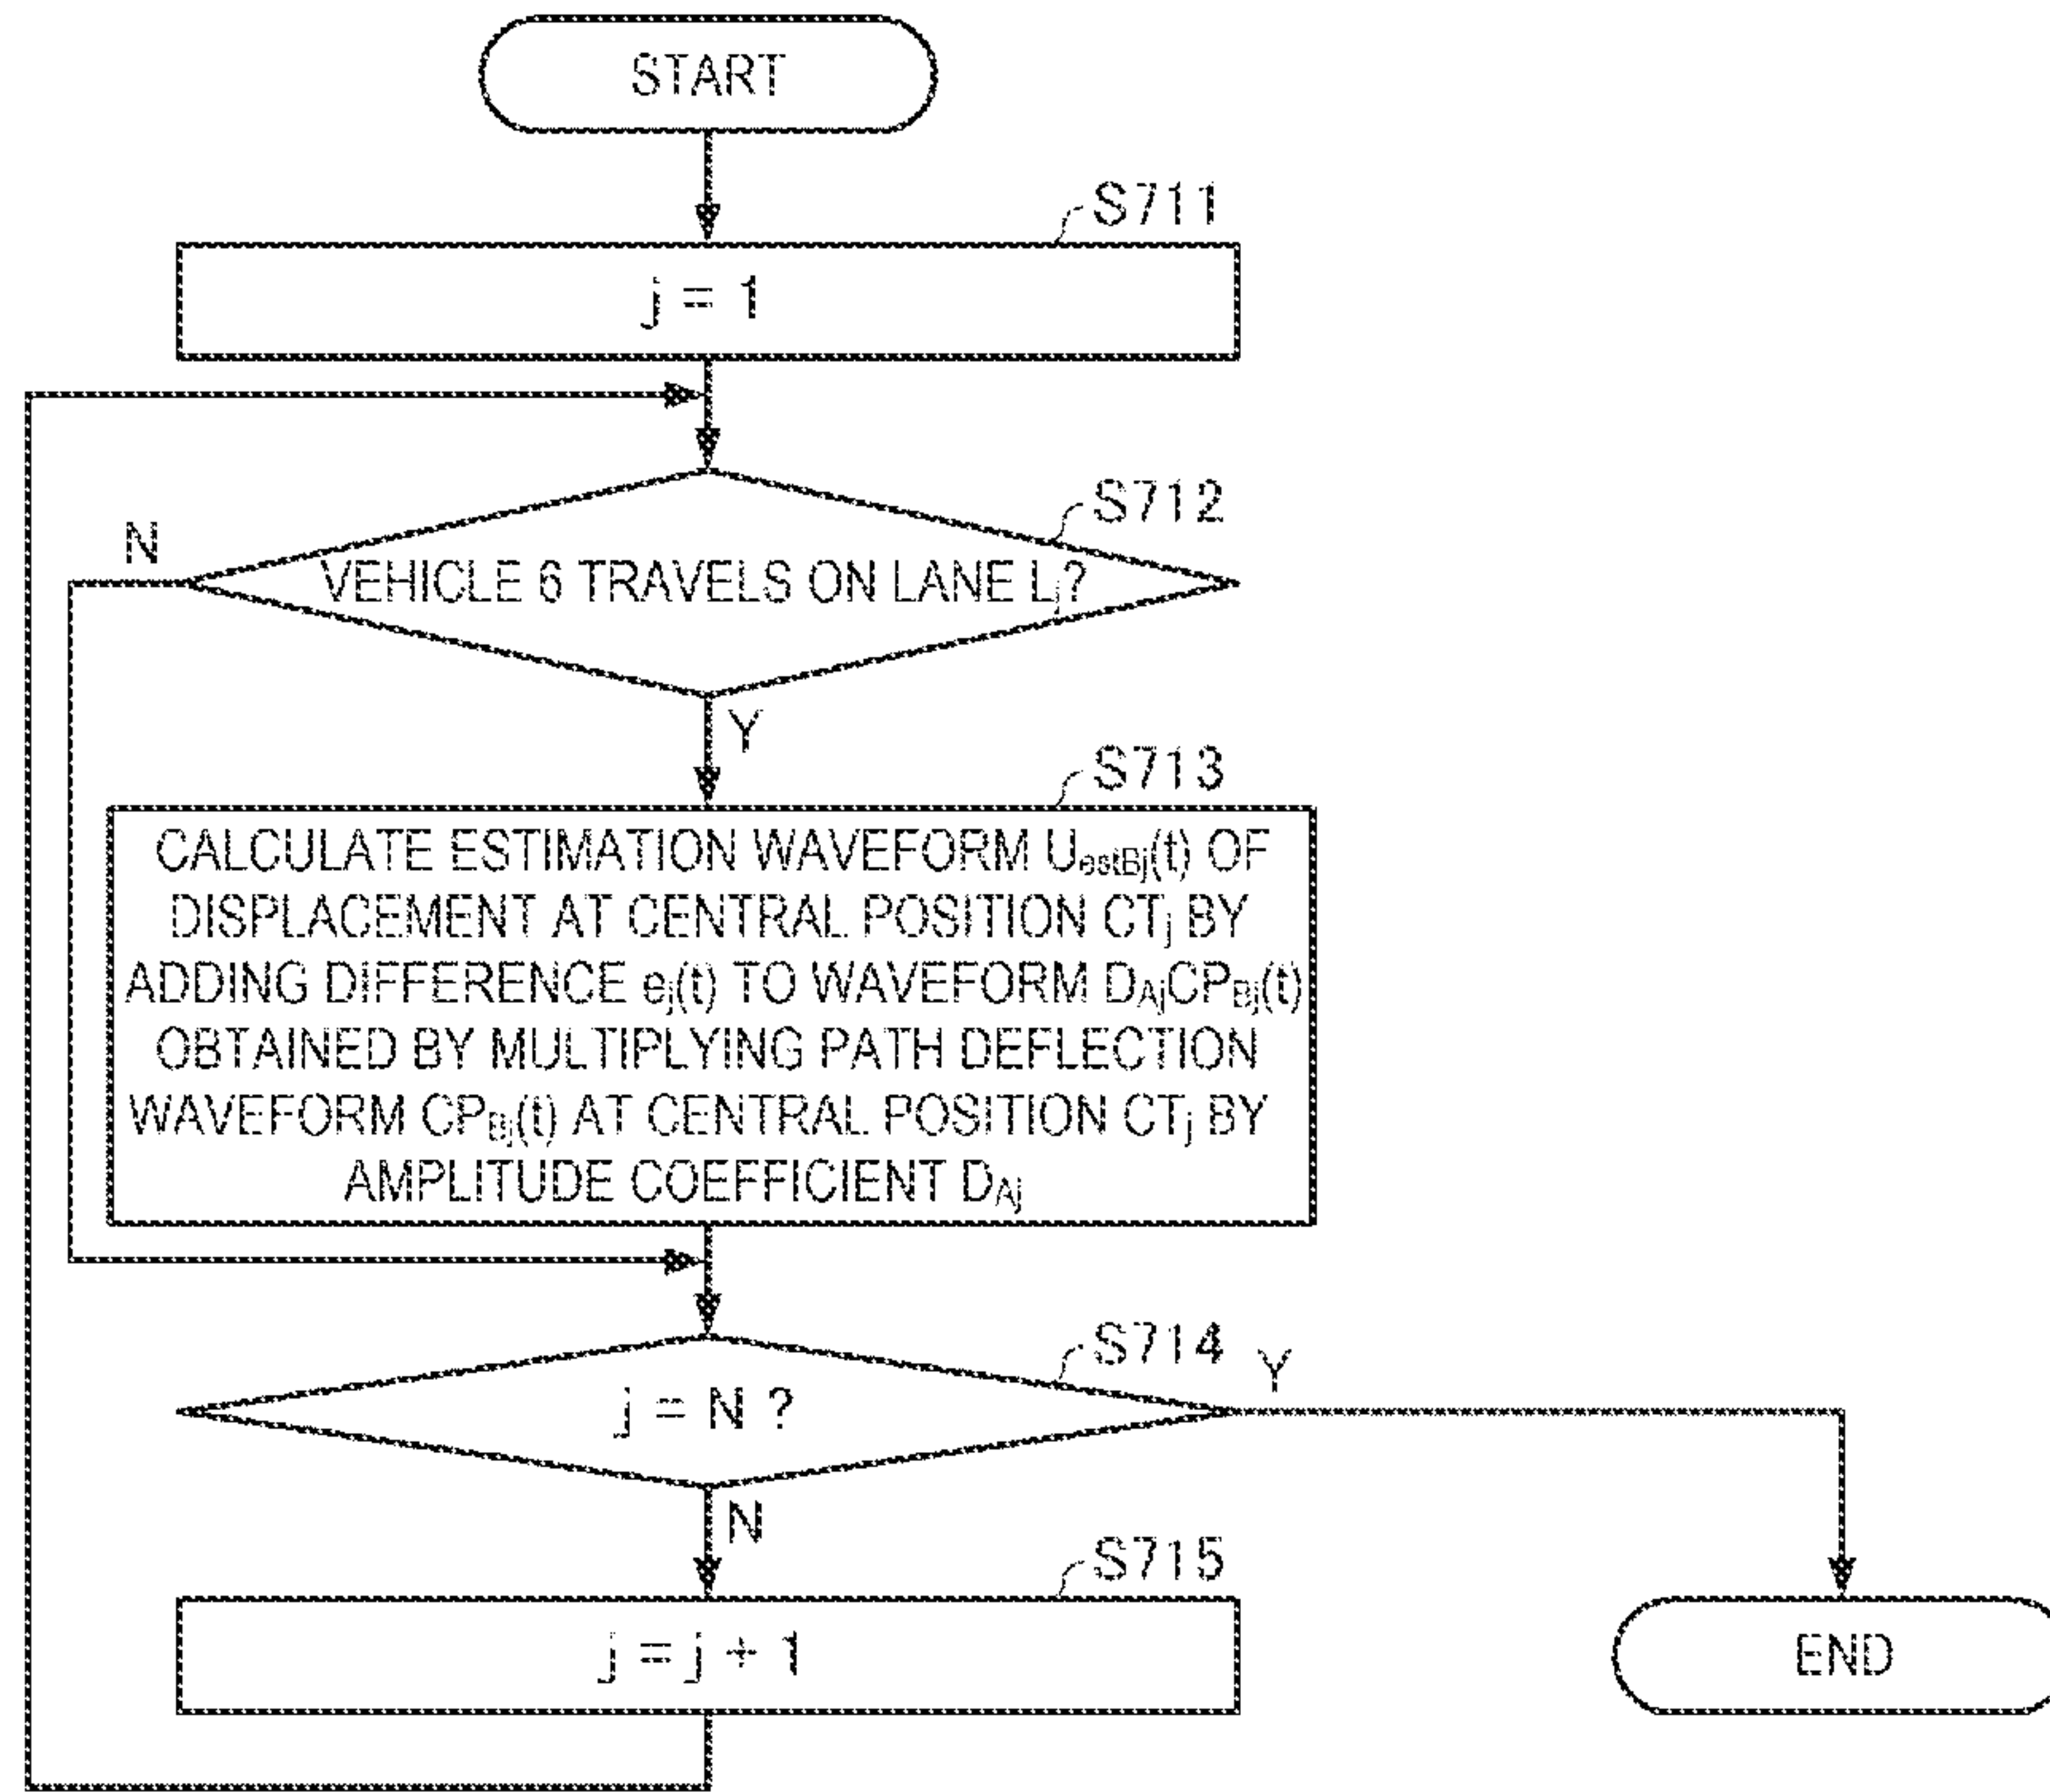 START
S711
j = 1
S712
N
VEHICLE 6 TRAVELS ON LANE Lj?
Y
S713
CALCULATE ESTIMATION WAVEFORM UestBj(t) OF
DISPLACEMENT AT CENTRAL POSITION CTj BY
ADDING DIFFERENCE ej(t) TO WAVEFORM DAjCPBj(t)
OBTAINED BY MULTIPLYING PATH DEFLECTION
WAVEFORM CPBj(t) AT CENTRAL POSITION CTj BY
AMPLITUDE COEFFICIENT DAj
S714
Y
j = N ?
N
S715
j = j + 1
END